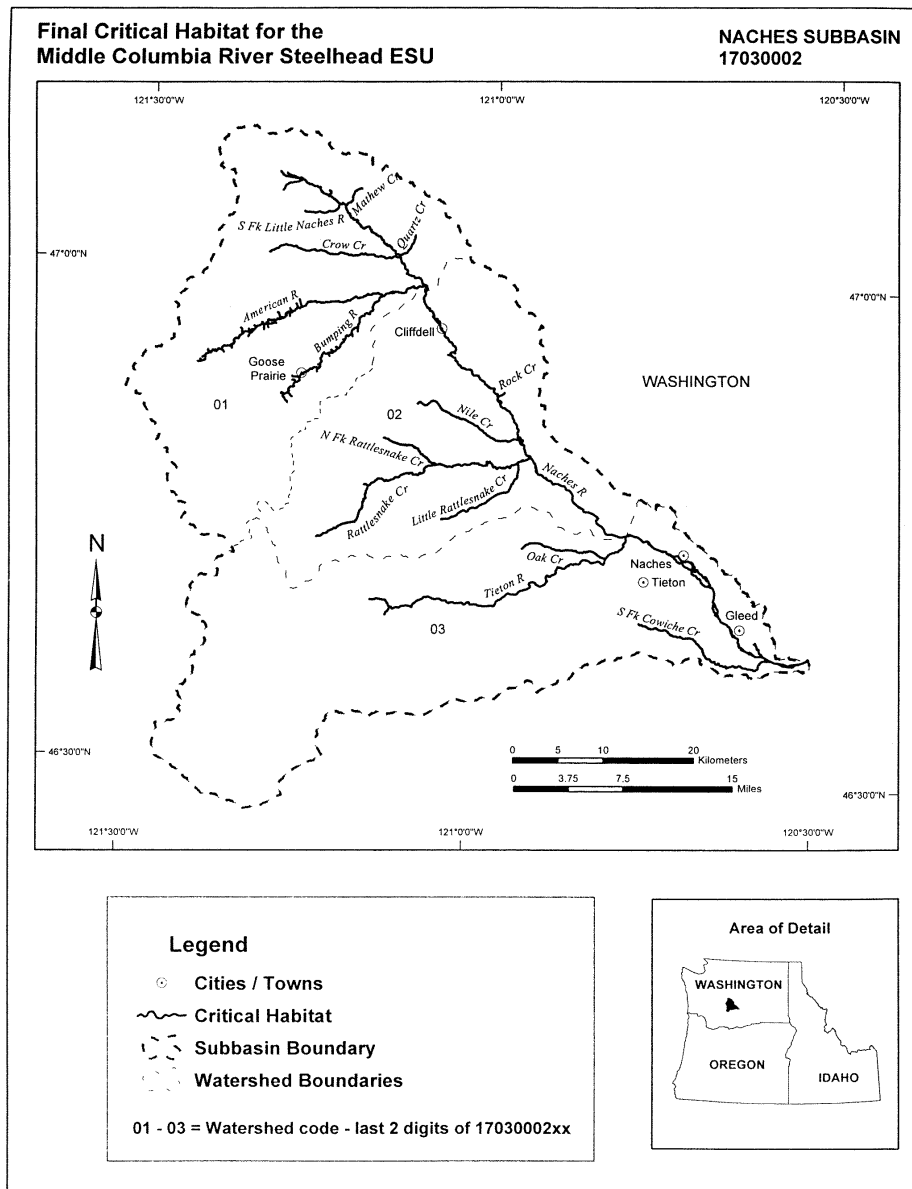 Final Critical Habitat for the
Middle Columbia River Steelhead ESU
NACHES SUBBASIN
17030002
121°30'0"W
121°0'0"W
120°30'0"W
Mathew Cr
S Fk Little Naches R
Quartz Cr
Crow Cr
47°0'0"N
47°0'0"N
American R
Bumping R
Cliffdell
Goose
Prairie
Rock Cr
WASHINGTON
01
02
Nile Cr
N Fk Rattlesnake Cr
Naches R
Rattlesnake Cr
Little Rattlesnake Cr
N
Oak Cr
Naches
Tieton
Tieton R
Gleed
S Fk Cowiche Cr
03
46°30'0"N
0 5 10 20
Kilometers
0 3.75 7.5 15
Miles
46°30'0"N
121°30'0"W
121°0'0"W
120°30'0"W
Legend
Cities / Towns
Critical Habitat
Subbasin Boundary
Watershed Boundaries
01 - 03 = Watershed code - last 2 digits of 17030002xx
Area of Detail
WASHINGTON
OREGON
IDAHO